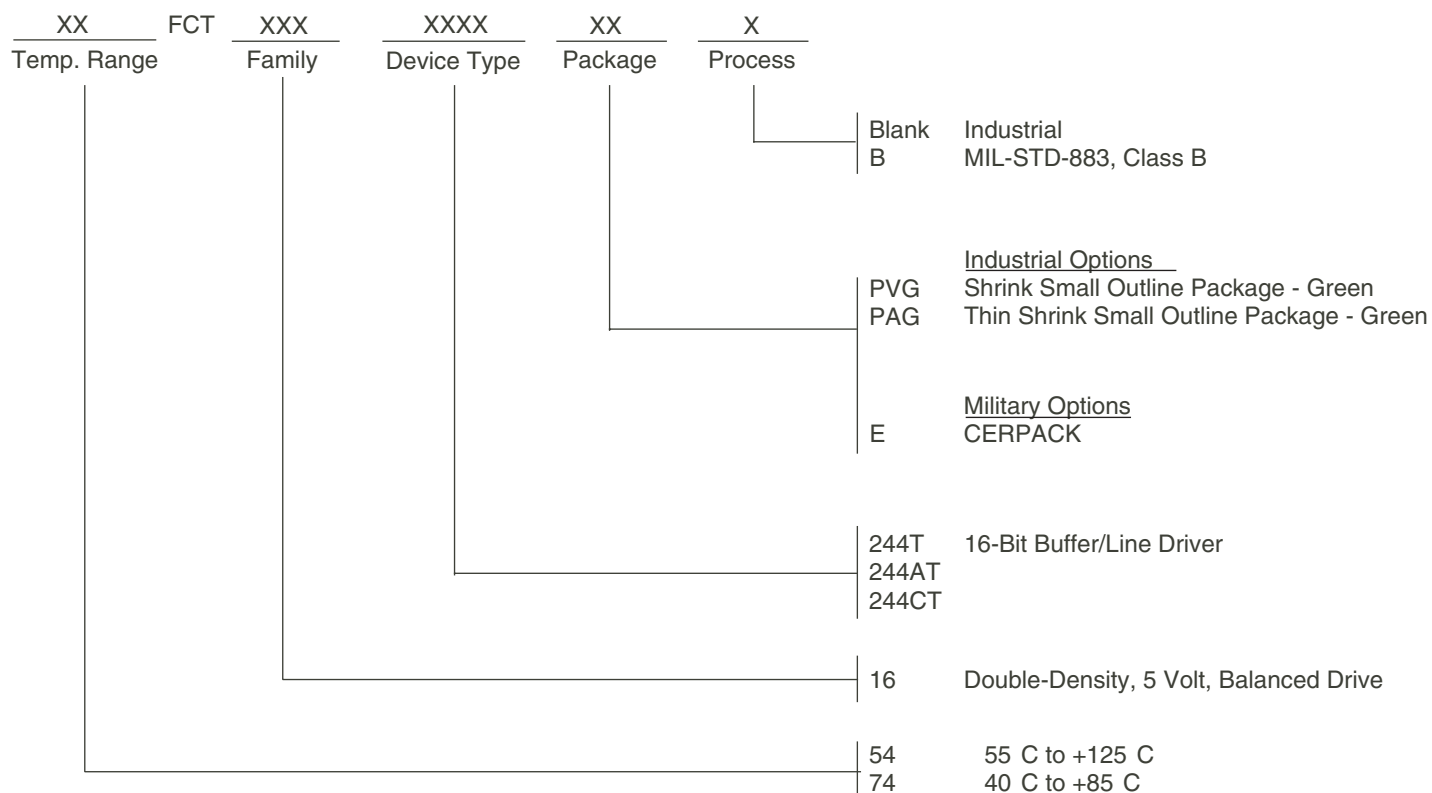 XX FCT XXX XXXX XX X
Temp. Range Family Device Type Package Process
Blank Industrial
B MIL-STD-883, Class B
Industrial Options
PVG Shrink Small Outline Package - Green
PAG Thin Shrink Small Outline Package - Green
Military Options
E CERPACK
244T 16-Bit Buffer/Line Driver
244AT
244CT
16 Double-Density, 5 Volt, Balanced Drive
54 55 C to +125 C
74 40 C to +85 C